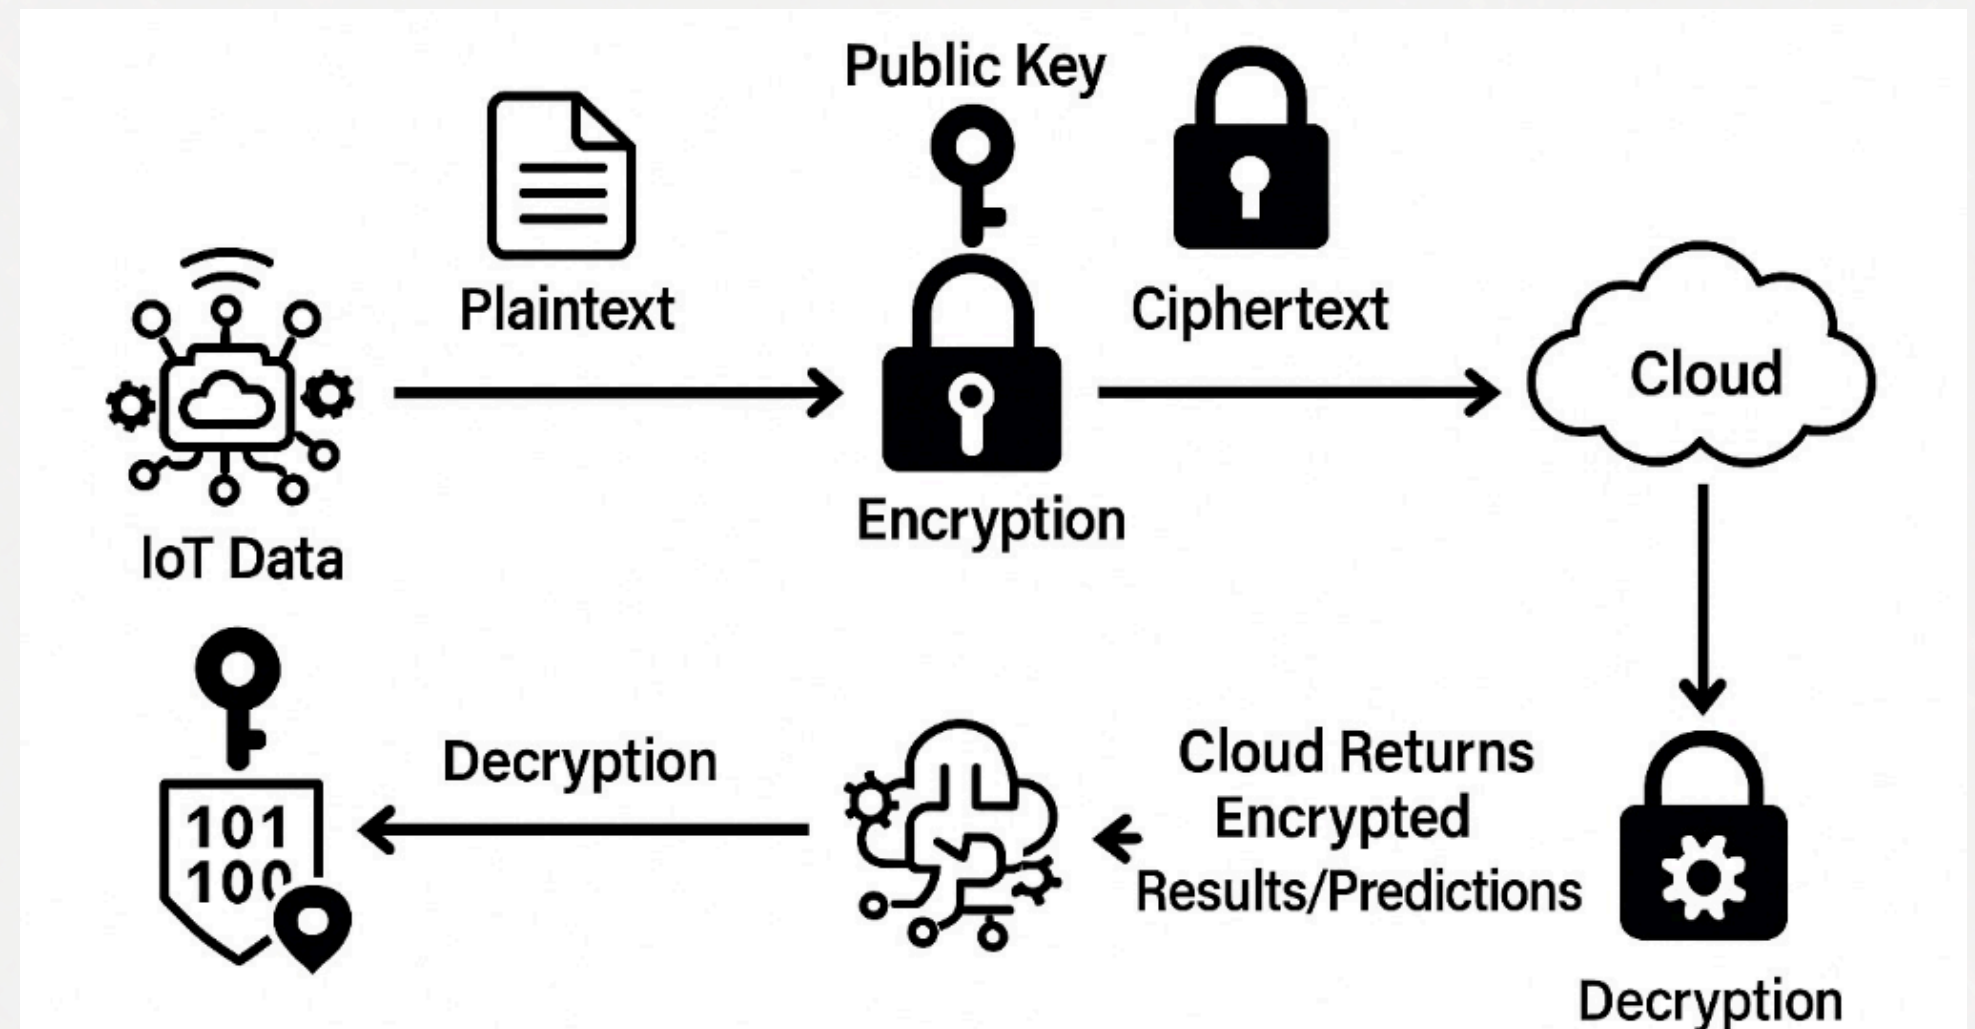 Public Key
Plaintext
Ciphertext
Cloud
Encryption
IoT Data
Decryption
Cloud Returns
Encrypted
Results/Predictions
101
100
Decryption